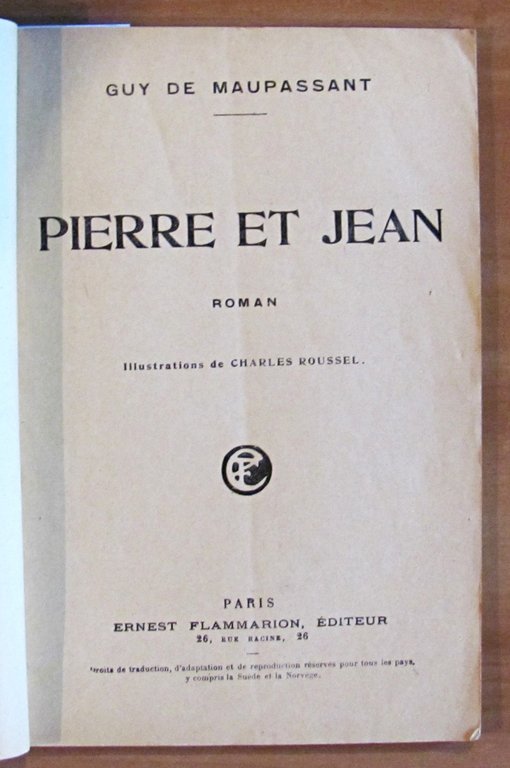 GUY DE MAUPASSANT
PIERRE ET JEAN
ROMAN
Illustrations de CHARLES ROUSSEL.
PARIS
ERNEST FLAMMARION, ÉDITEUR
26, RUE RACINE, 26
Droits de traduction, d'adaptation et de reproduction réservés pour tous les pays,
y compris la Suède et la Norvège.